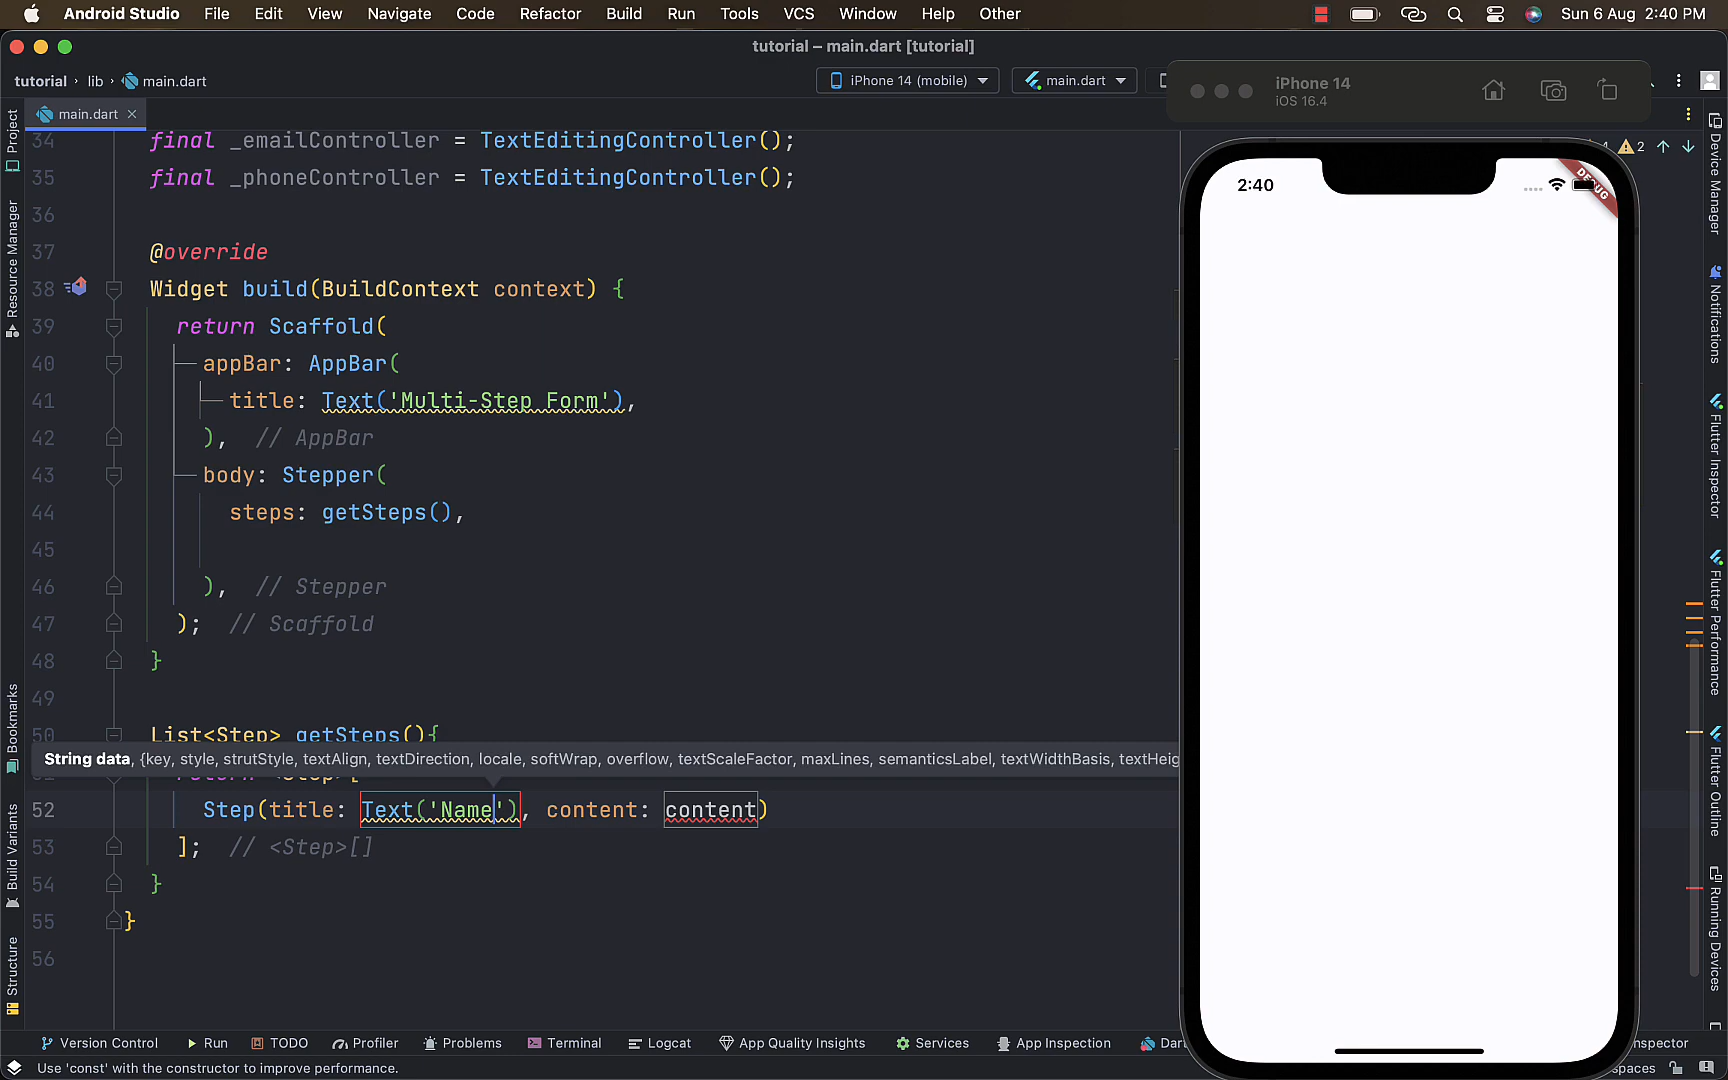 Android Studio File Edit View Navigate Code Refactor Build Run Tools VCS Window Help Other Sun 6 Aug 2:40 PM
tutorial – main.dart [tutorial]
tutorial › lib › main.dart iPhone 14 (mobile) main.dart
iPhone 14
iOS 16.4
main.dart
Project
Resource Manager
Bookmarks
Build Variants
Structure
34 final _emailController = TextEditingController();
35 final _phoneController = TextEditingController();
36
37 @override
38 Widget build(BuildContext context) {
39 return Scaffold(
40 appBar: AppBar(
41 title: Text('Multi-Step Form'),
42 ), // AppBar
43 body: Stepper(
44 steps: getSteps(),
45
46 ), // Stepper
47 ); // Scaffold
48 }
49
50 List<Step> getSteps(){
String data, {key, style, strutStyle, textAlign, textDirection, locale, softWrap, overflow, textScaleFactor, maxLines, semanticsLabel, textWidthBasis, textHeig
52 Step(title: Text('Name'), content: content)
53 ]; // <Step>[]
54 }
55 }
56
2:40
DEBUG
2
Device Manager
Notifications
Flutter Inspector
Flutter Performance
Flutter Outline
Running Devices
Version Control Run TODO Profiler Problems Terminal Logcat App Quality Insights Services App Inspection Dart nspector
Use 'const' with the constructor to improve performance. spaces